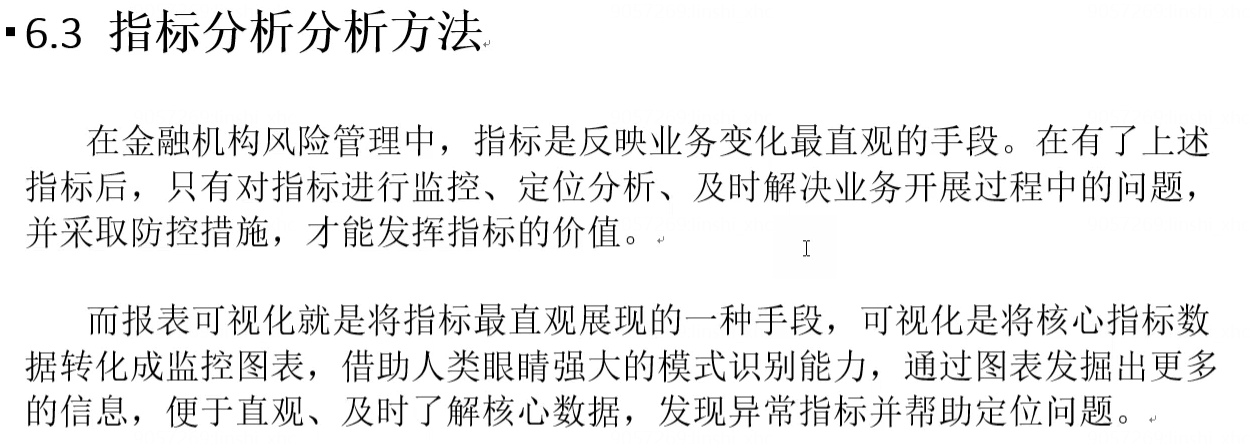 6.3 指标分析分析方法
在金融机构风险管理中，指标是反映业务变化最直观的手段。在有了上述
指标后，只有对指标进行监控、定位分析、及时解决业务开展过程中的问题，
并采取防控措施，才能发挥指标的价值。
而报表可视化就是将指标最直观展现的一种手段，可视化是将核心指标数
据转化成监控图表，借助人类眼睛强大的模式识别能力，通过图表发掘出更多
的信息，便于直观、及时了解核心数据，发现异常指标并帮助定位问题。